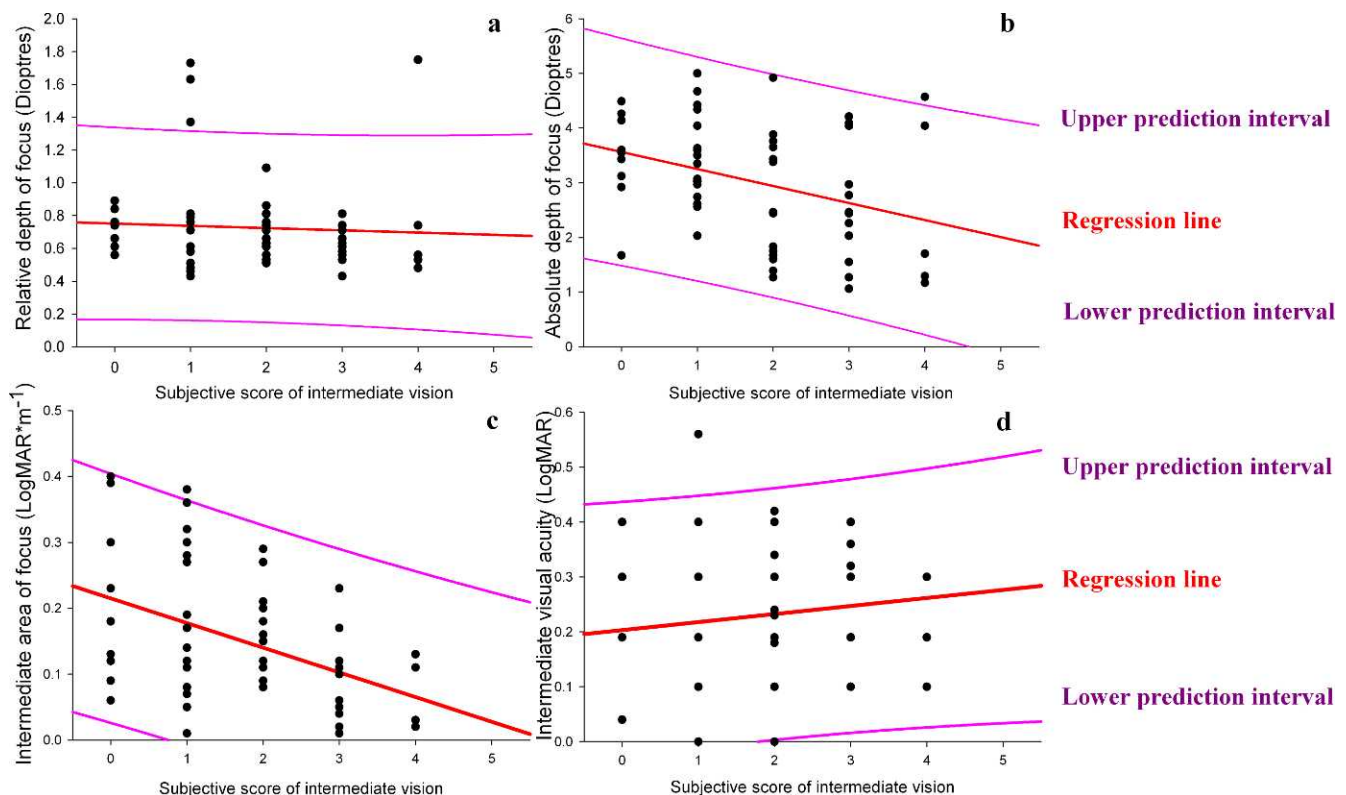 a
Relative depth of focus (Dioptres)
2.0
1.8
1.6
1.4
1.2
1.0
0.8
0.6
0.4
0.2
0.0
0 1 2 3 4 5
Subjective score of intermediate vision
b
Absolute depth of focus (Dioptres)
6
5
4
3
2
1
0
0 1 2 3 4 5
Subjective score of intermediate vision
Upper prediction interval
Regression line
Lower prediction interval
c
Intermediate area of focus (LogMAR*m⁻¹)
0.5
0.4
0.3
0.2
0.1
0.0
0 1 2 3 4 5
Subjective score of intermediate vision
d
Intermediate visual acuity (LogMAR)
0.6
0.5
0.4
0.3
0.2
0.1
0.0
0 1 2 3 4 5
Subjective score of intermediate vision
Upper prediction interval
Regression line
Lower prediction interval